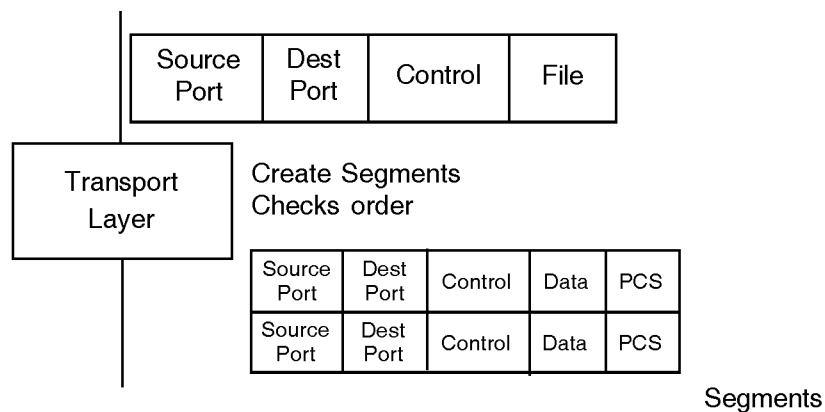 Source Port
Dest Port
Control
File
Transport Layer
Create Segments
Checks order
Source Port
Dest Port
Control
Data
PCS
Source Port
Dest Port
Control
Data
PCS
Segments